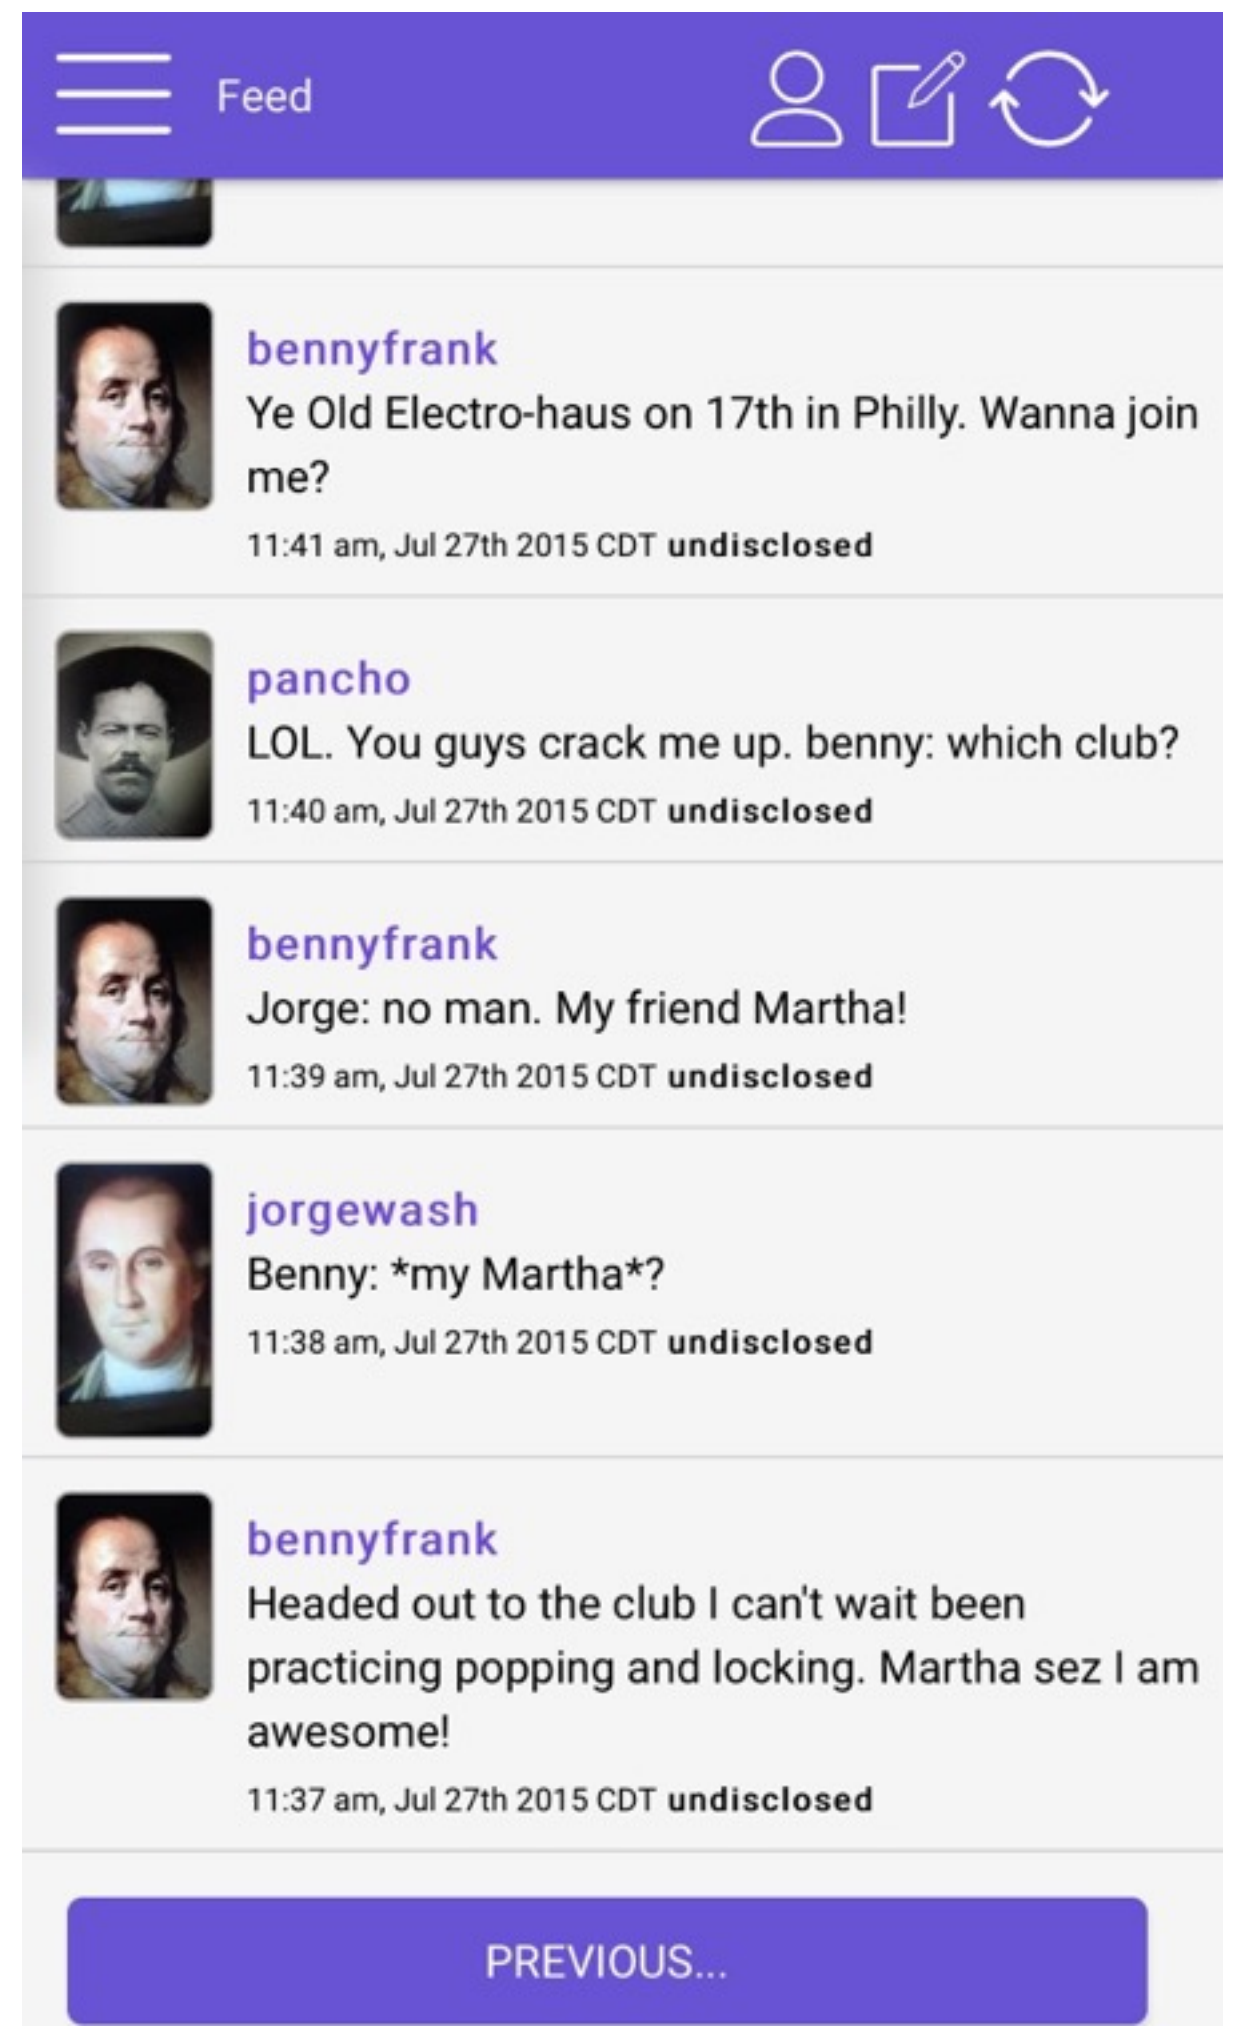 Feed
bennyfrank
Ye Old Electro-haus on 17th in Philly. Wanna join
me?
11:41 am, Jul 27th 2015 CDT undisclosed
pancho
LOL. You guys crack me up. benny: which club?
11:40 am, Jul 27th 2015 CDT undisclosed
bennyfrank
Jorge: no man. My friend Martha!
11:39 am, Jul 27th 2015 CDT undisclosed
jorgewash
Benny: *my Martha*?
11:38 am, Jul 27th 2015 CDT undisclosed
bennyfrank
Headed out to the club I can't wait been
practicing popping and locking. Martha sez I am
awesome!
11:37 am, Jul 27th 2015 CDT undisclosed
PREVIOUS...